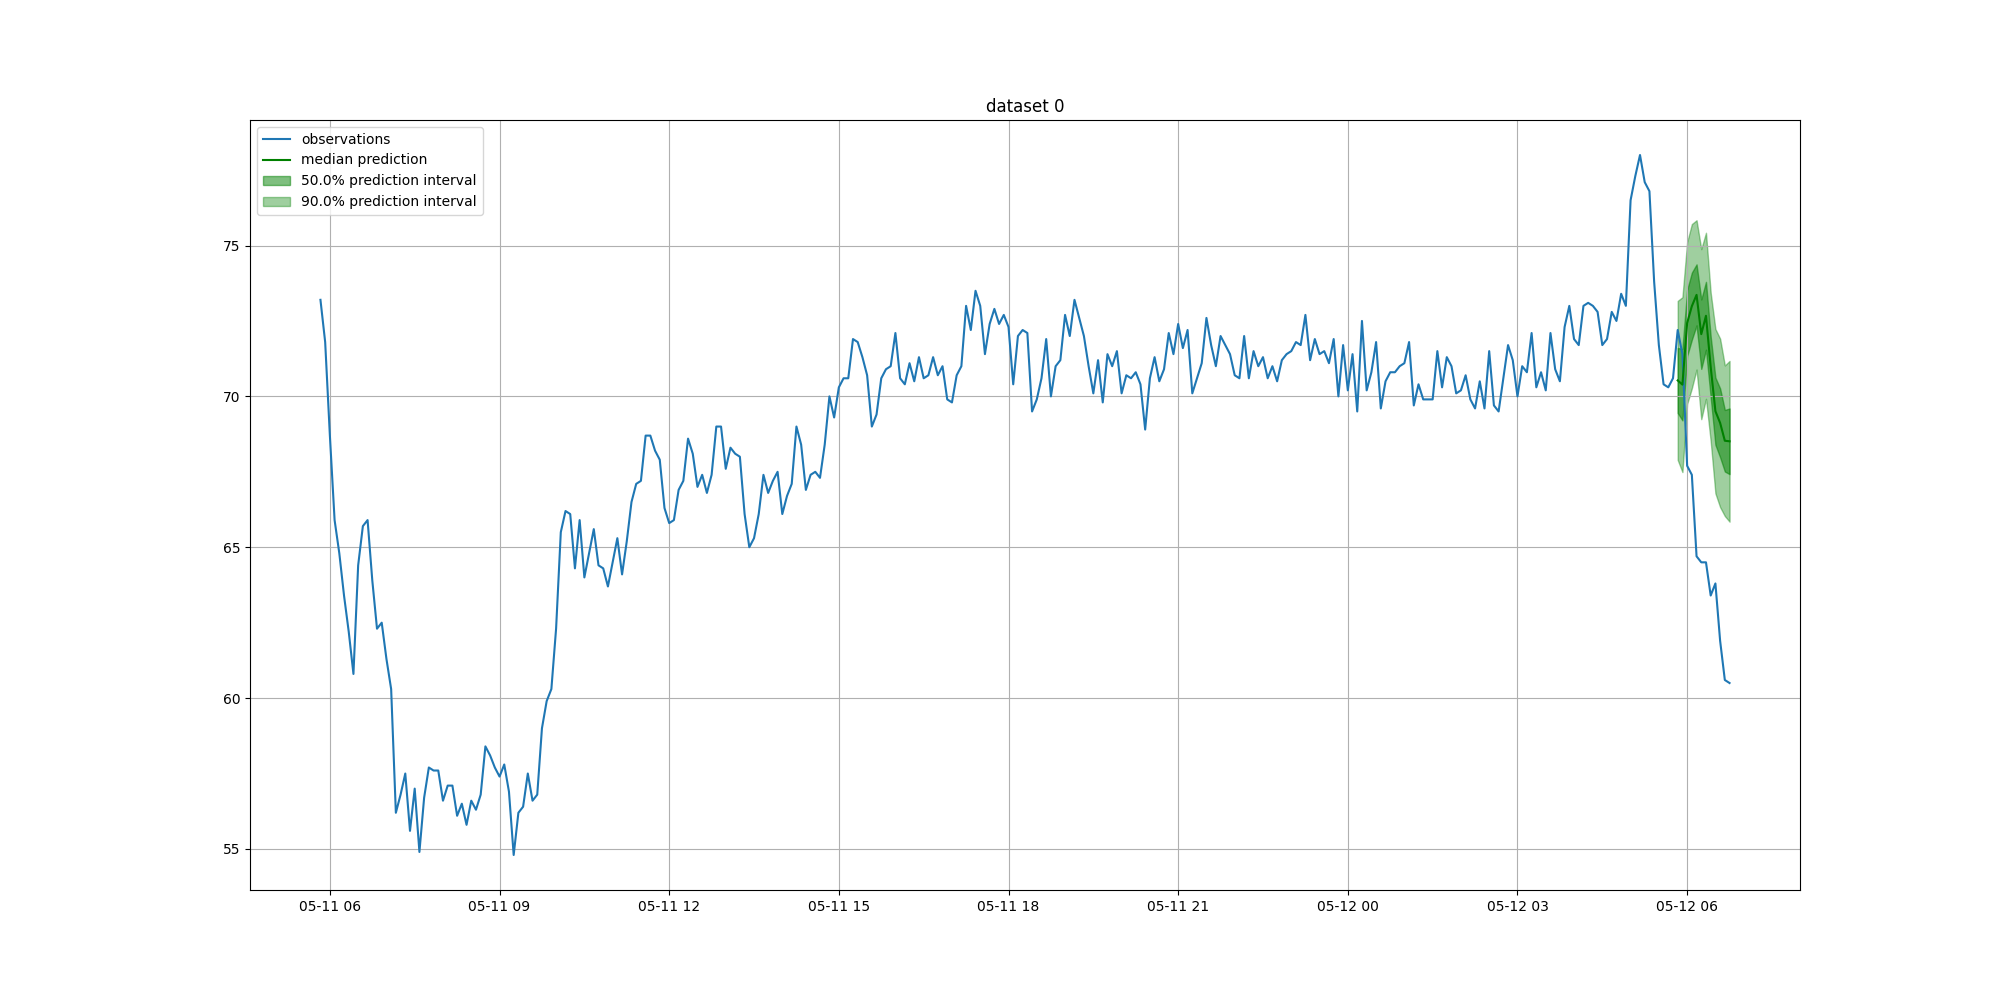 dataset 0
observations
median prediction
50.0% prediction interval
90.0% prediction interval
75
70
65
60
55
05-11 06 05-11 09 05-11 12 05-11 15 05-11 18 05-11 21 05-12 00 05-12 03 05-12 06